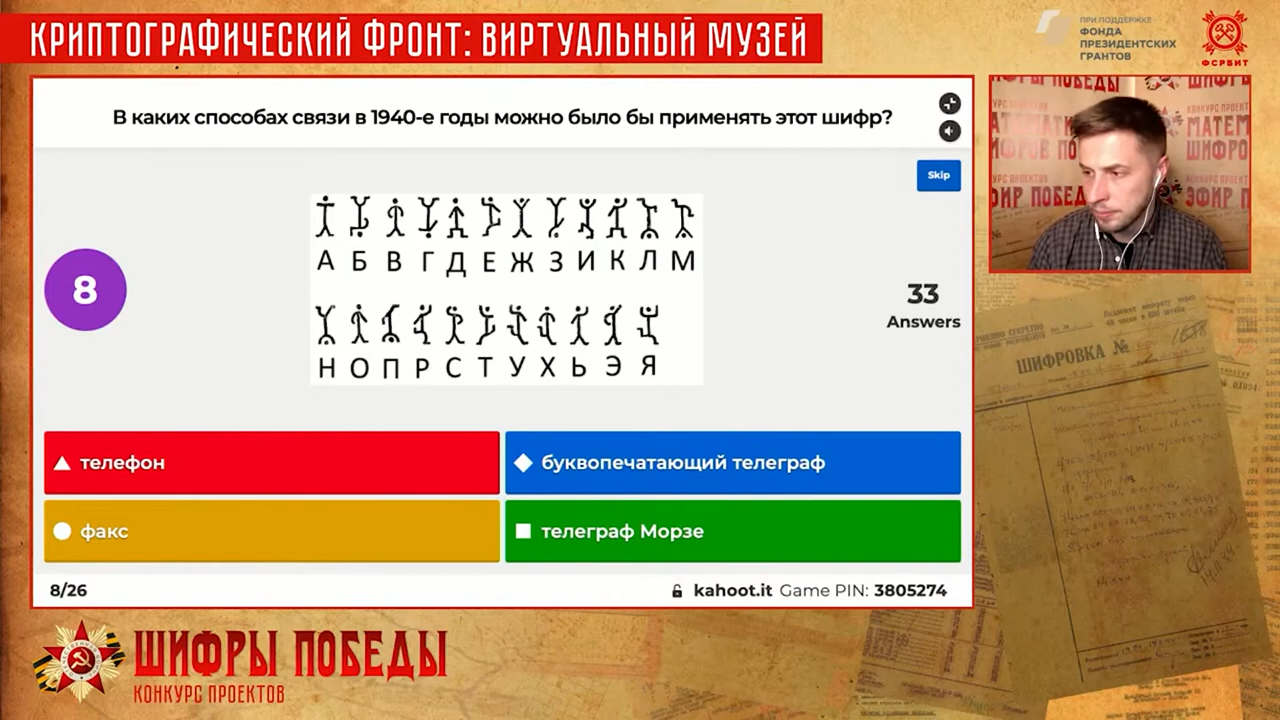 КРИПТОГРАФИЧЕСКИЙ ФРОНТ: ВИРТУАЛЬНЫЙ МУЗЕЙ
ПРИ ПОДДЕРЖКЕ
ФОНДА
ПРЕЗИДЕНТСКИХ
ГРАНТОВ
ФСРВИТ
В каких способах связи в 1940-е годы можно было бы применять этот шифр?
Skip
А Б В Г Д Е Ж З И К Л М
Н О П Р С Т У Х Ь Э Я
8
33
Answers
телефон
буквопечатающий телеграф
факс
телеграф Морзе
8/26
kahoot.it Game PIN: 3805274
ШИФРОВКА №
ШИФРЫ ПОБЕДЫ
КОНКУРС ПРОЕКТОВ